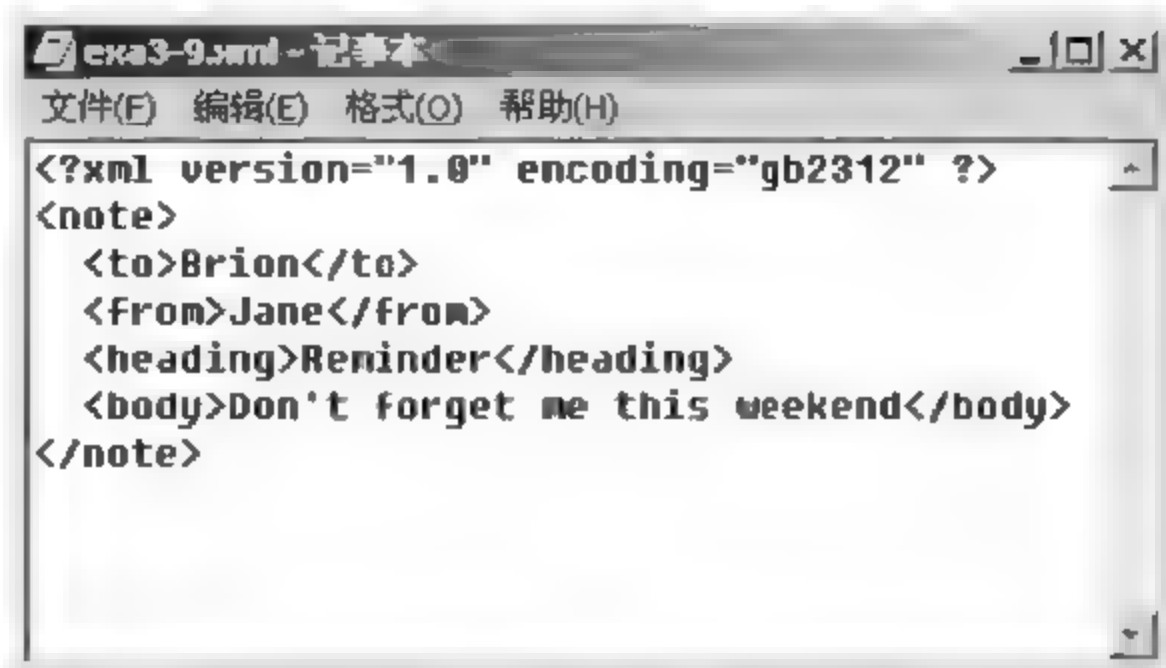 exa3-9.xml - 记事本
文件(F) 编辑(E) 格式(O) 帮助(H)
<?xml version="1.0" encoding="gb2312" ?>
<note>
  <to>Brion</to>
  <from>Jane</from>
  <heading>Reminder</heading>
  <body>Don't forget me this weekend</body>
</note>